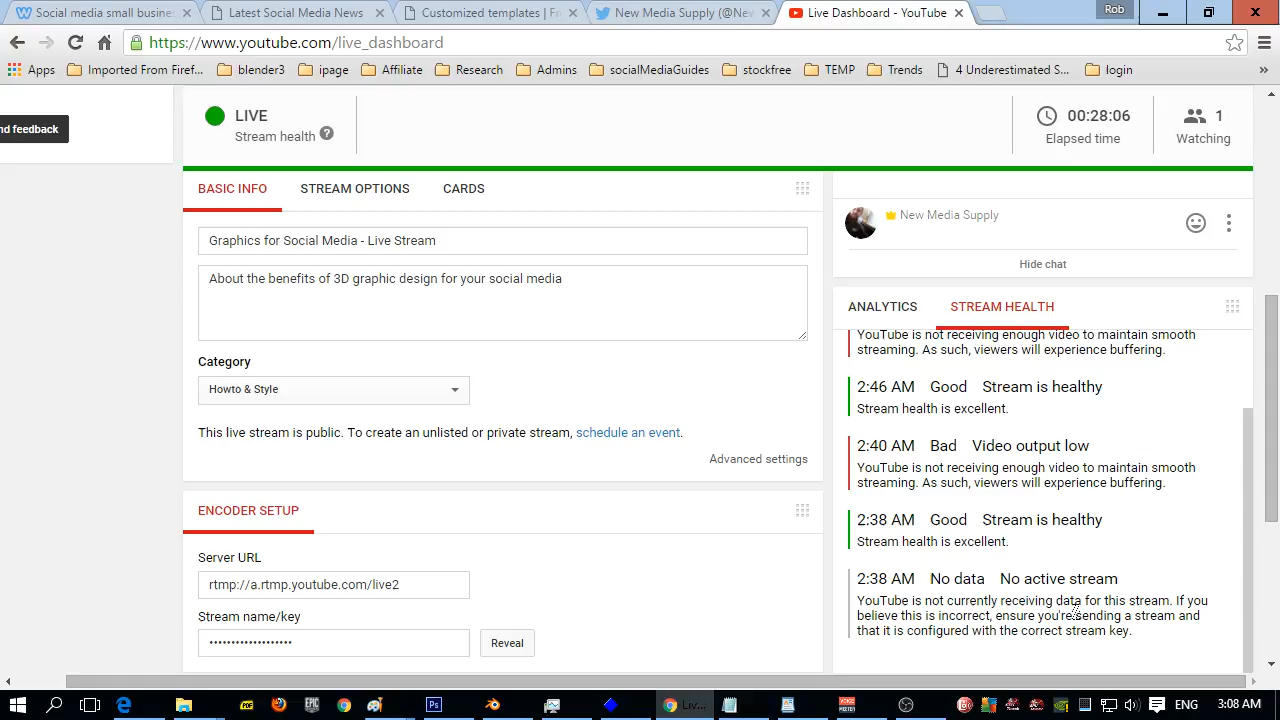 Social media small busines
Latest Social Media News
Customized templates | Fo
New Media Supply (@New
Live Dashboard - YouTube
Rob
https://www.youtube.com/live_dashboard
Apps
Imported From Firef...
blender3
ipage
Affiliate
Research
Admins
socialMediaGuides
stockfree
TEMP
Trends
4 Underestimated S...
login
»
nd feedback
LIVE
Stream health ?
00:28:06
Elapsed time
1
Watching
BASIC INFO
STREAM OPTIONS
CARDS
Graphics for Social Media - Live Stream
About the benefits of 3D graphic design for your social media
Category
Howto & Style
This live stream is public. To create an unlisted or private stream, schedule an event.
Advanced settings
ENCODER SETUP
Server URL
rtmp://a.rtmp.youtube.com/live2
Stream name/key
•••••••••••••••••••
Reveal
New Media Supply
Hide chat
ANALYTICS
STREAM HEALTH
YouTube is not receiving enough video to maintain smooth
streaming. As such, viewers will experience buffering.
2:46 AM Good Stream is healthy
Stream health is excellent.
2:40 AM Bad Video output low
YouTube is not receiving enough video to maintain smooth
streaming. As such, viewers will experience buffering.
2:38 AM Good Stream is healthy
Stream health is excellent.
2:38 AM No data No active stream
YouTube is not currently receiving data for this stream. If you
believe this is incorrect, ensure you're sending a stream and
that it is configured with the correct stream key.
PDF
EPIC
Ps
Liv...
ENG
3:08 AM